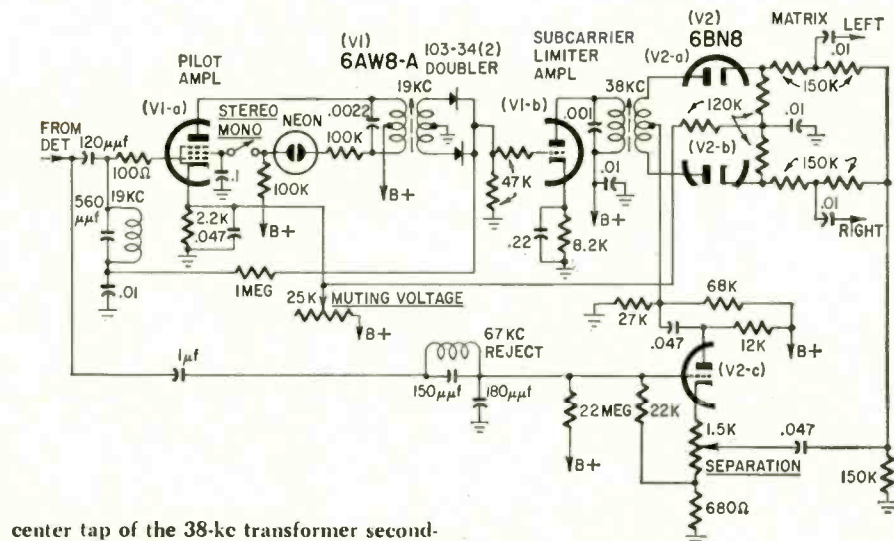 (V1)
6AW8-A
103-34(2)
DOUBLER
PILOT
AMPL
(V1-a)
STEREO
MONO
NEON
.0022
19KC
100K
FROM
DET
120μμf
100Ω
.1
100K
B+
B+
560
μμf
19KC
2.2K
.047
.01
1MEG
25K
MUTING VOLTAGE
B+
SUBCARRIER
LIMITER
AMPL
(V1-b)
.001
38KC
47K
.01
B+
.22
8.2K
(V2)
6BN8
(V2-a)
(V2-b)
MATRIX
LEFT
.01
150K
120K
.01
150K
.01
RIGHT
27K
68K
.047
12K
B+
(V2-c)
1μf
67KC
REJECT
150μμf
180μμf
22MEG
22K
B+
1.5K
SEPARATION
680Ω
.047
150K
center tap of the 38-kc transformer second-